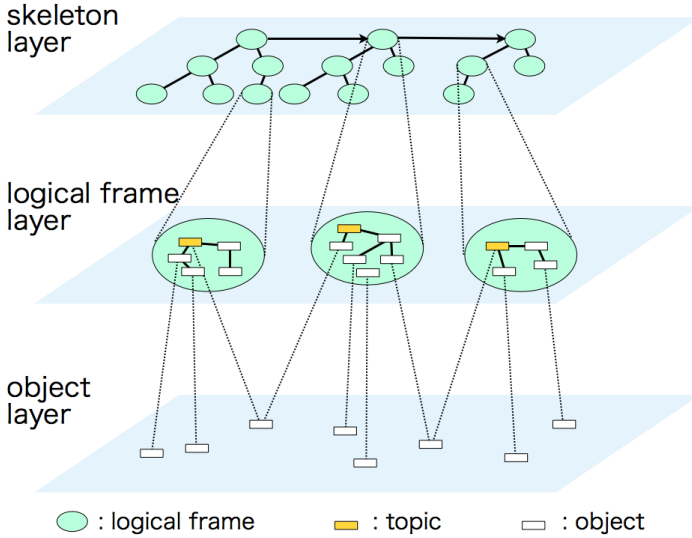 skeleton
layer
logical frame
layer
object
layer
: logical frame
: topic
: object